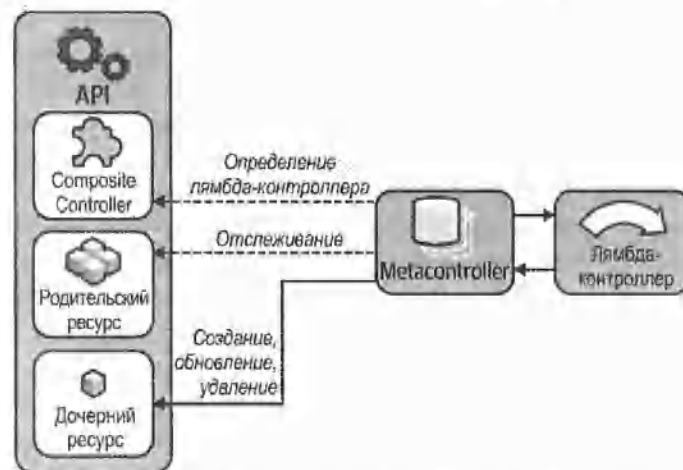 API
Composite
Controller
Родительский
ресурс
Дочерний
ресурс
Определение
лямбда-контроллера
Отслеживание
Создание,
обновление,
удаление
Metacontroller
Лямбда-
контроллер